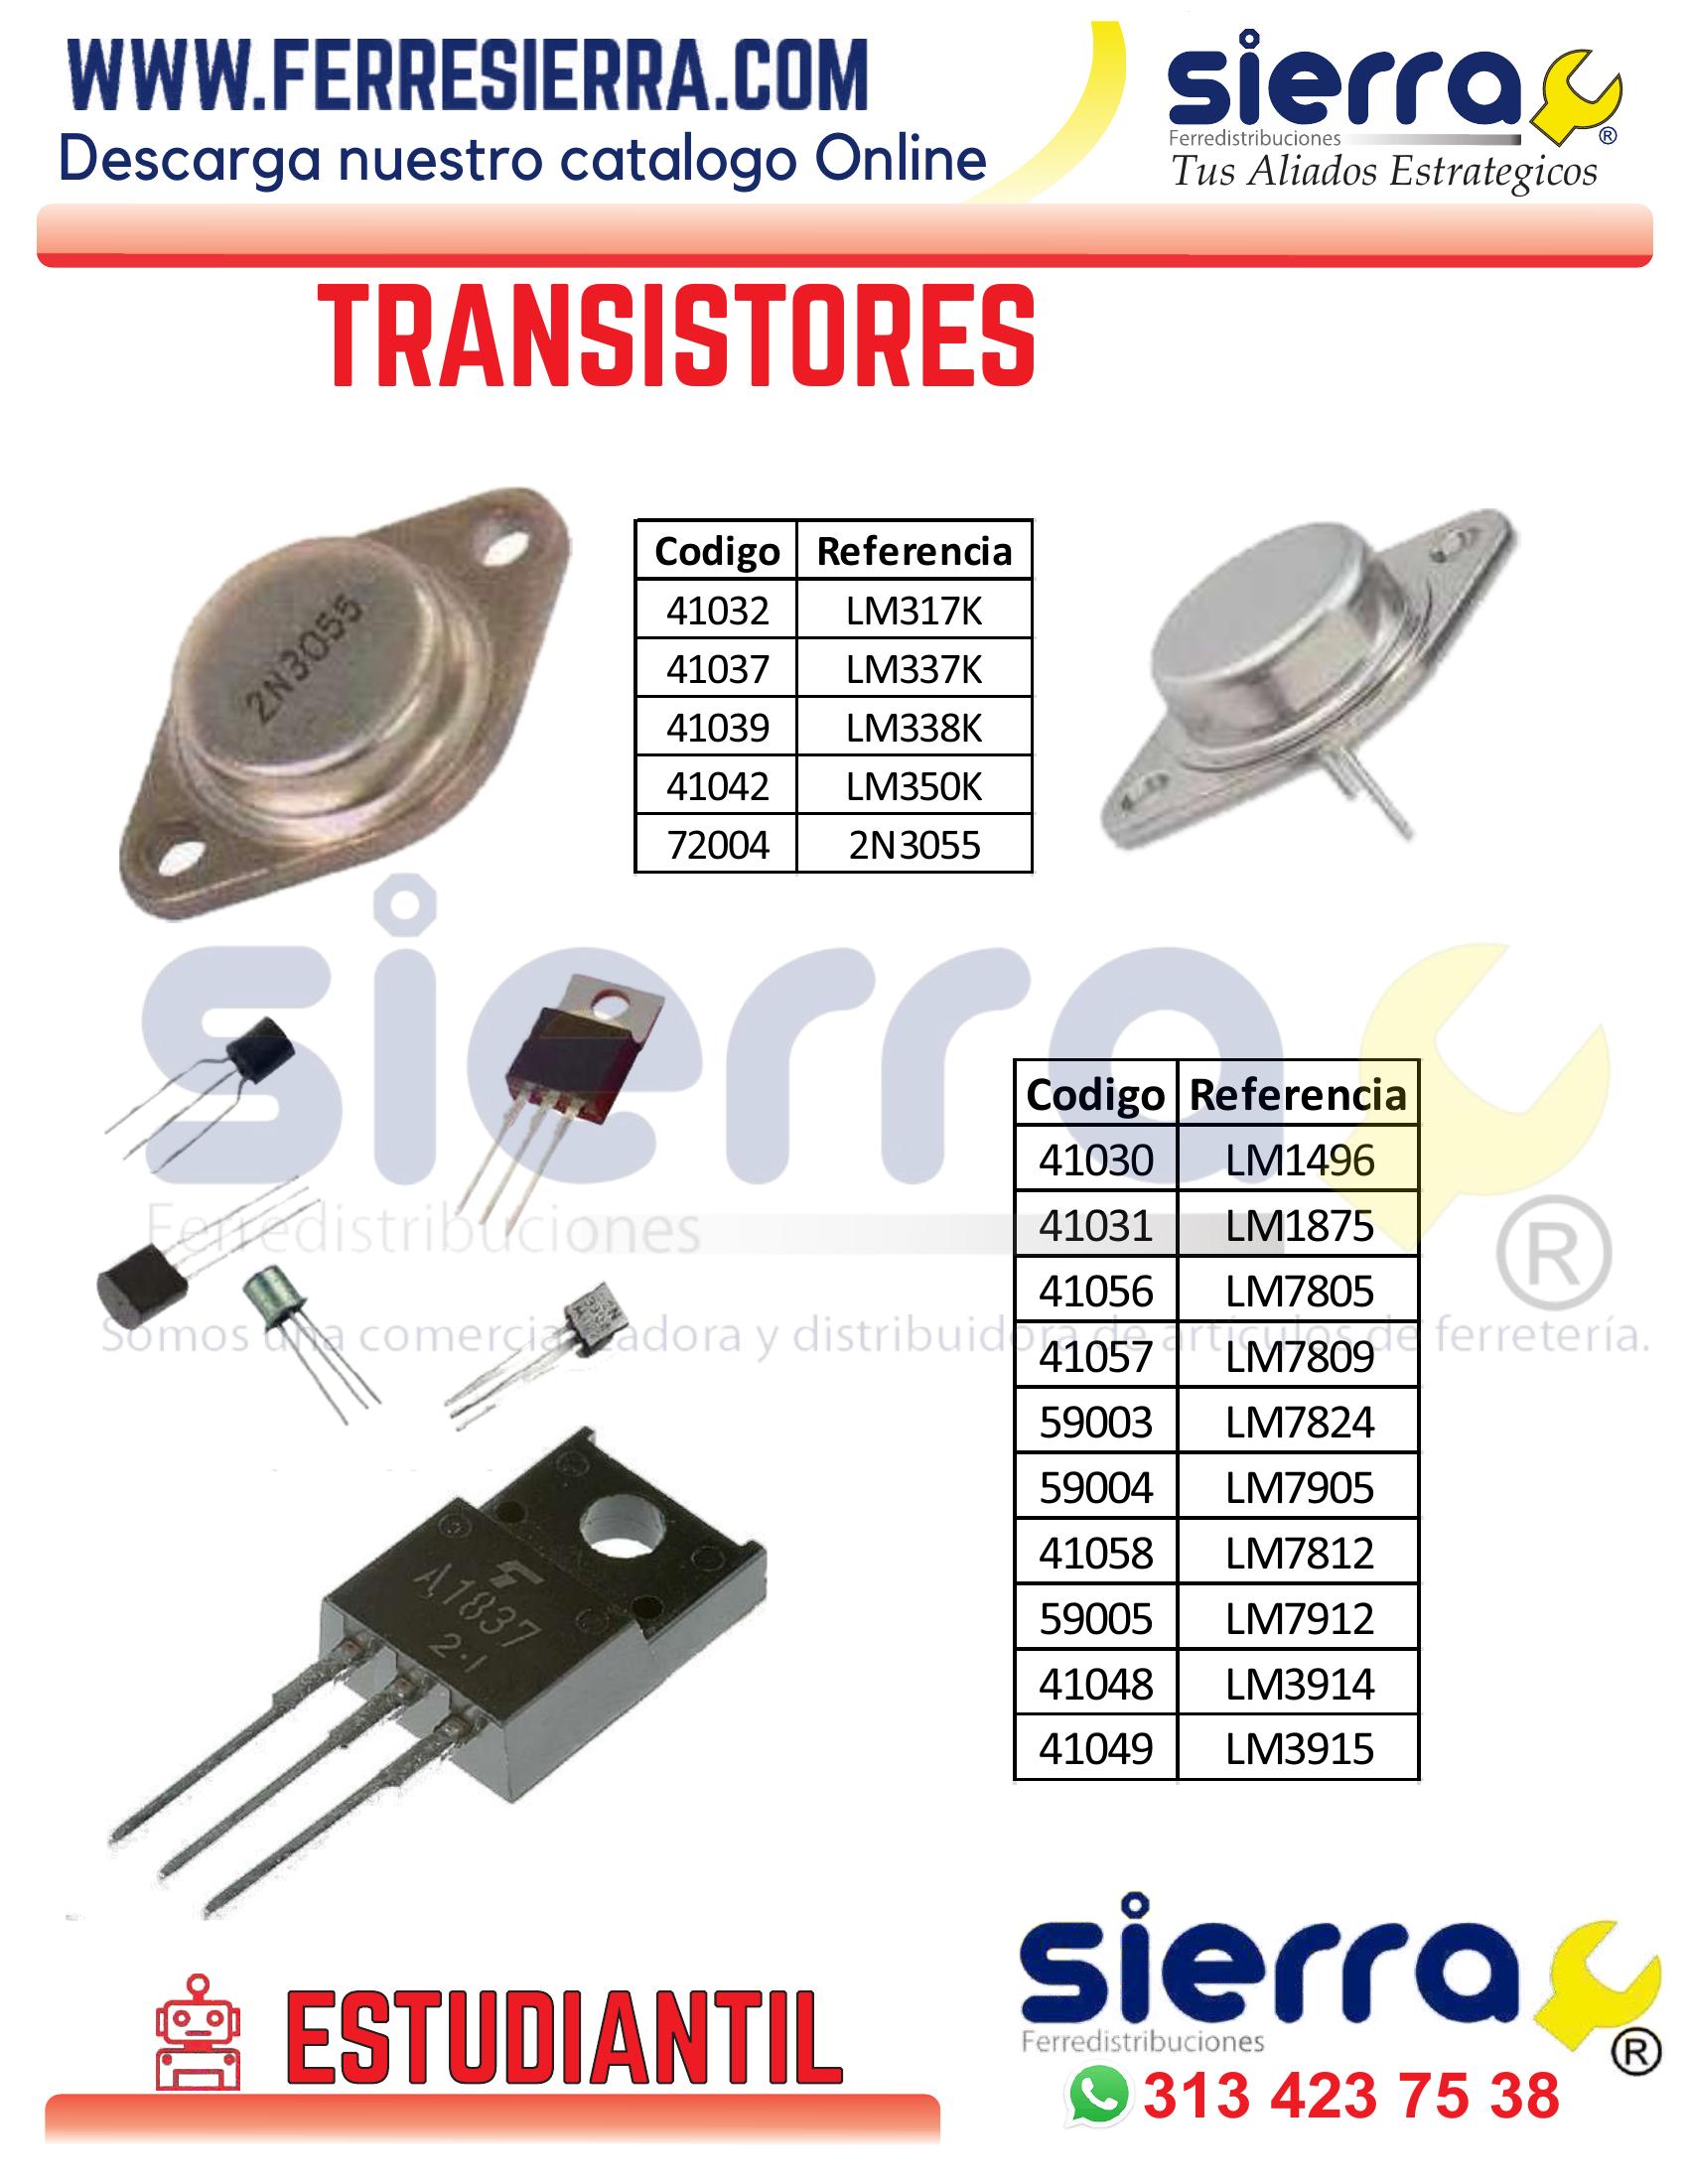 WWW.FERRESIERRA.COM
Descarga nuestro catalogo Online
sierra
®
Ferredistribuciones
Tus Aliados Estrategicos
TRANSISTORES
2N3055
Codigo Referencia
41032 LM317K
41037 LM337K
41039 LM338K
41042 LM350K
72004 2N3055
sierra
Ferredistribuciones
®
Somos una comercializadora y distribuidora de artículos de ferretería.
Codigo Referencia
41030 LM1496
41031 LM1875
41056 LM7805
41057 LM7809
59003 LM7824
59004 LM7905
41058 LM7812
59005 LM7912
41048 LM3914
41049 LM3915
A1837
2·1
ESTUDIANTIL
sierra
Ferredistribuciones
®
313 423 75 38